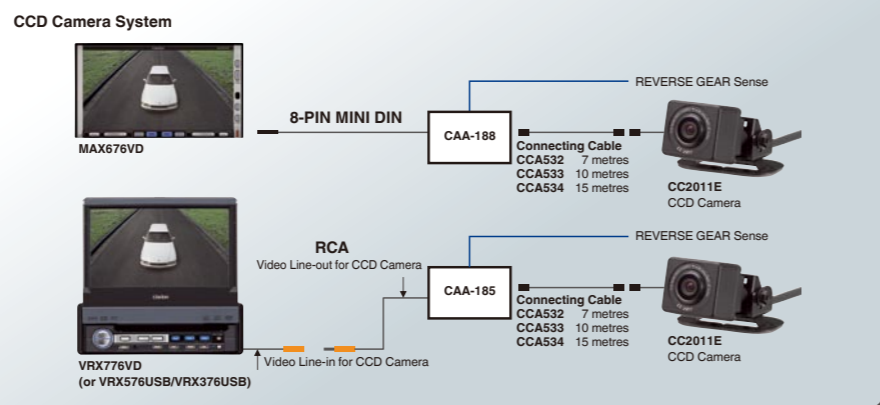 CCD Camera System
MAX676VD
8-PIN MINI DIN
CAA-188
REVERSE GEAR Sense
Connecting Cable
CCA532 7 metres
CCA533 10 metres
CCA534 15 metres
CC2011E
CCD Camera
RCA
Video Line-out for CCD Camera
CAA-185
REVERSE GEAR Sense
Connecting Cable
CCA532 7 metres
CCA533 10 metres
CCA534 15 metres
CC2011E
CCD Camera
Clarion
Video Line-in for CCD Camera
VRX776VD
(or VRX576USB/VRX376USB)